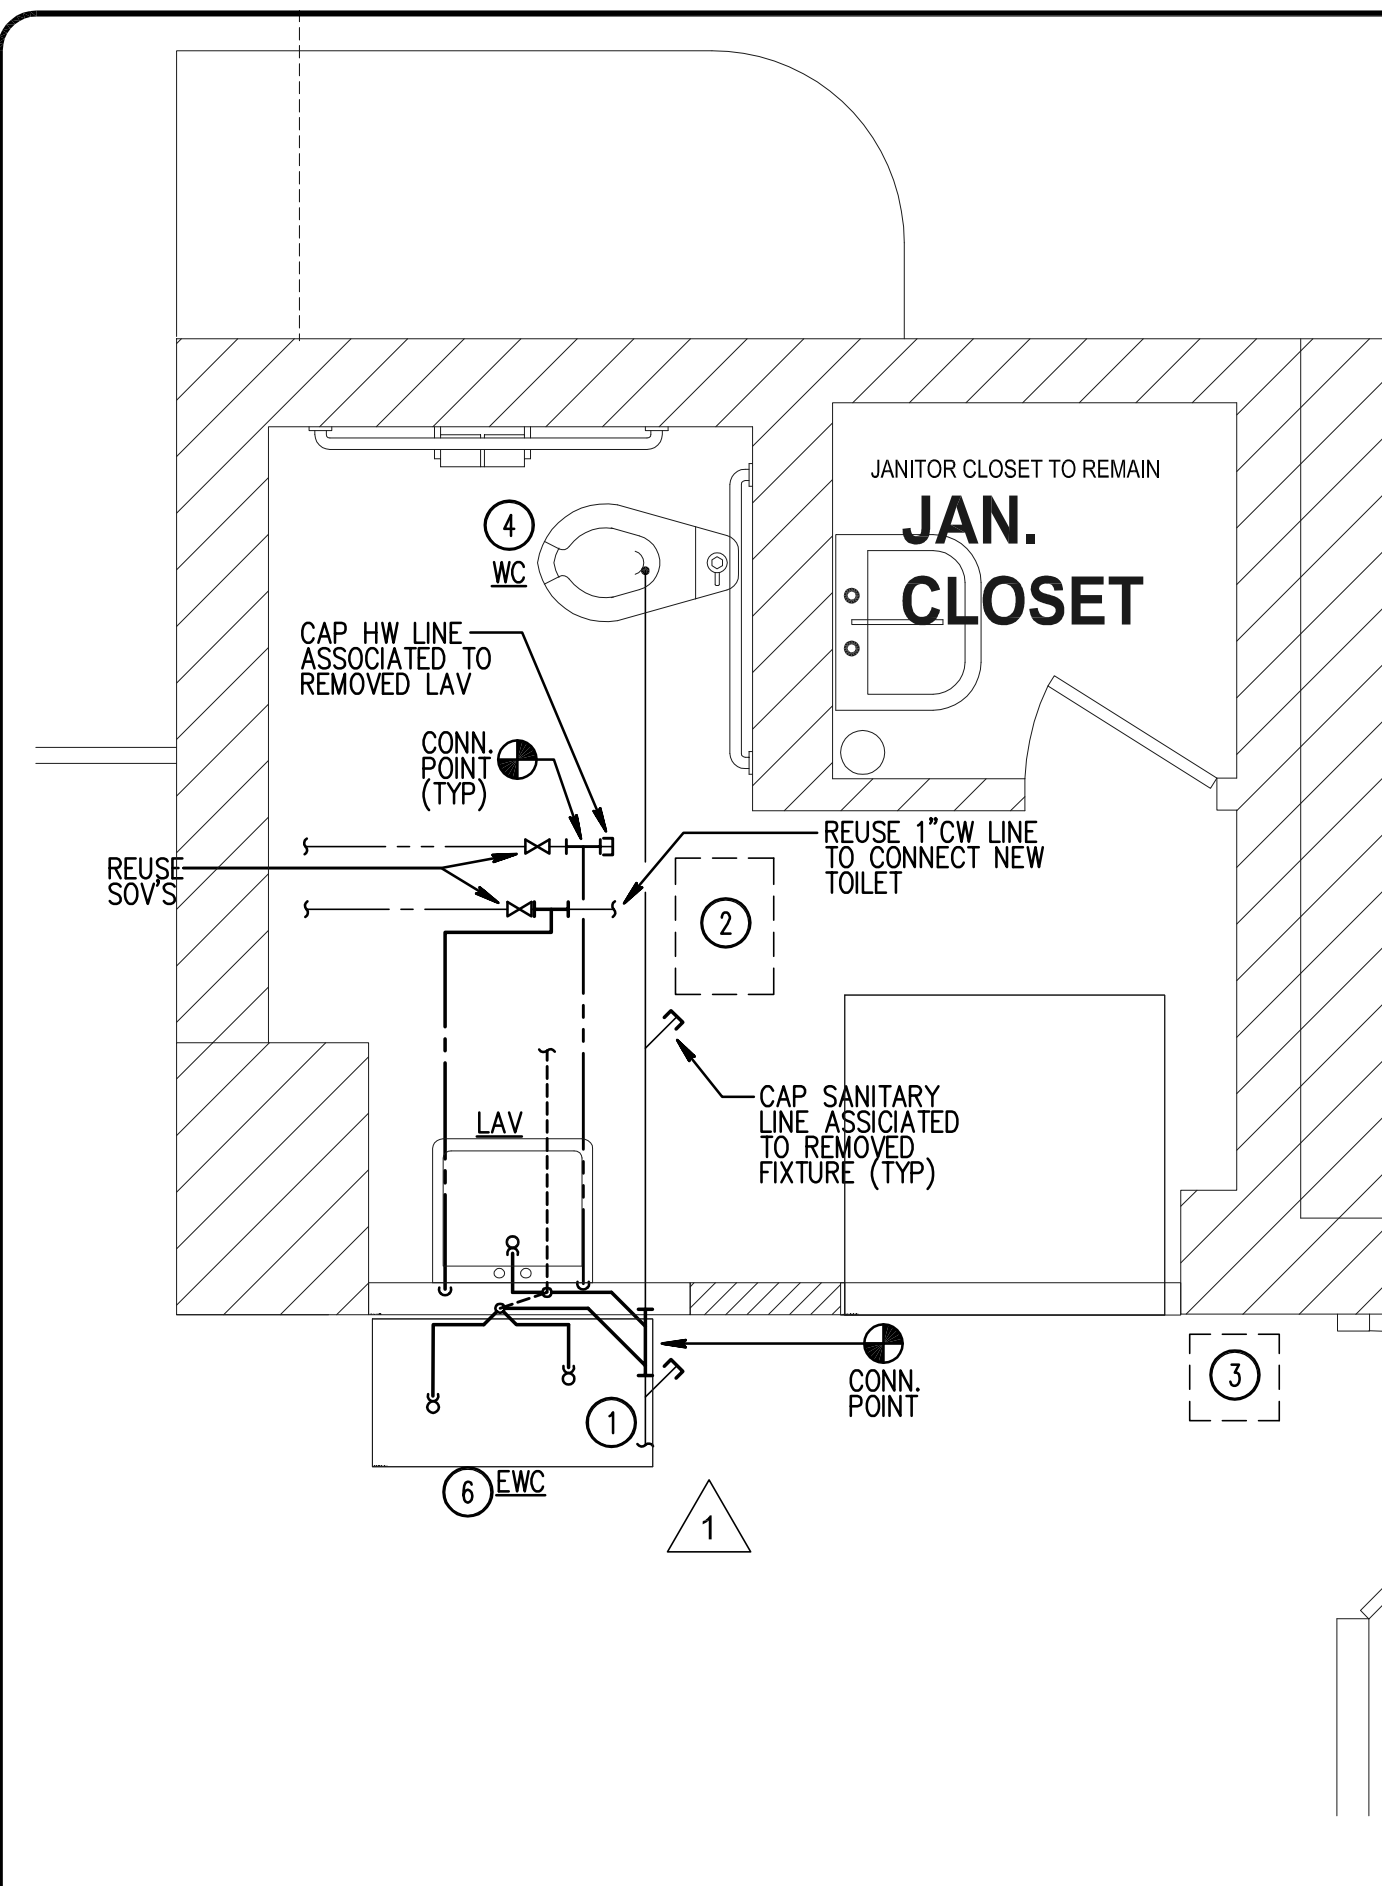 JANITOR CLOSET TO REMAIN
JAN.
CLOSET
4
WC
CAP HW LINE
ASSOCIATED TO
REMOVED LAV
CONN.
POINT
(TYP)
REUSE
SOV'S
REUSE 1"CW LINE
TO CONNECT NEW
TOILET
2
CAP SANITARY
LINE ASSICIATED
TO REMOVED
FIXTURE (TYP)
LAV
CONN.
POINT
3
1
6
EWC
1